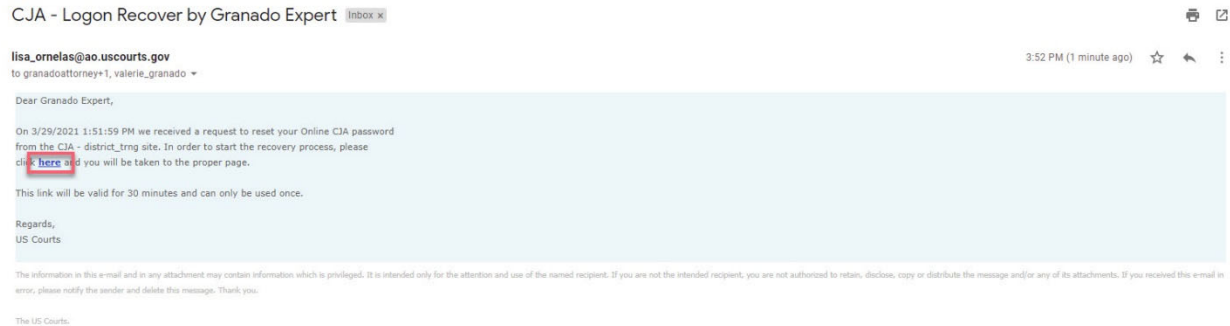 CJA - Logon Recover by Granado Expert Inbox x
lisa_ornelas@ao.uscourts.gov 3:52 PM (1 minute ago)
to granadoattorney+1, valerie_granado
Dear Granado Expert,
On 3/29/2021 1:51:59 PM we received a request to reset your Online CJA password
from the CJA - district_trng site. In order to start the recovery process, please
click here and you will be taken to the proper page.
This link will be valid for 30 minutes and can only be used once.
Regards,
US Courts
The information in this e-mail and in any attachment may contain information which is privileged. It is intended only for the attention and use of the named recipient. If you are not the intended recipient, you are not authorized to retain, disclose, copy or distribute the message and/or any of its attachments. If you received this e-mail in
error, please notify the sender and delete this message. Thank you.
The US Courts.